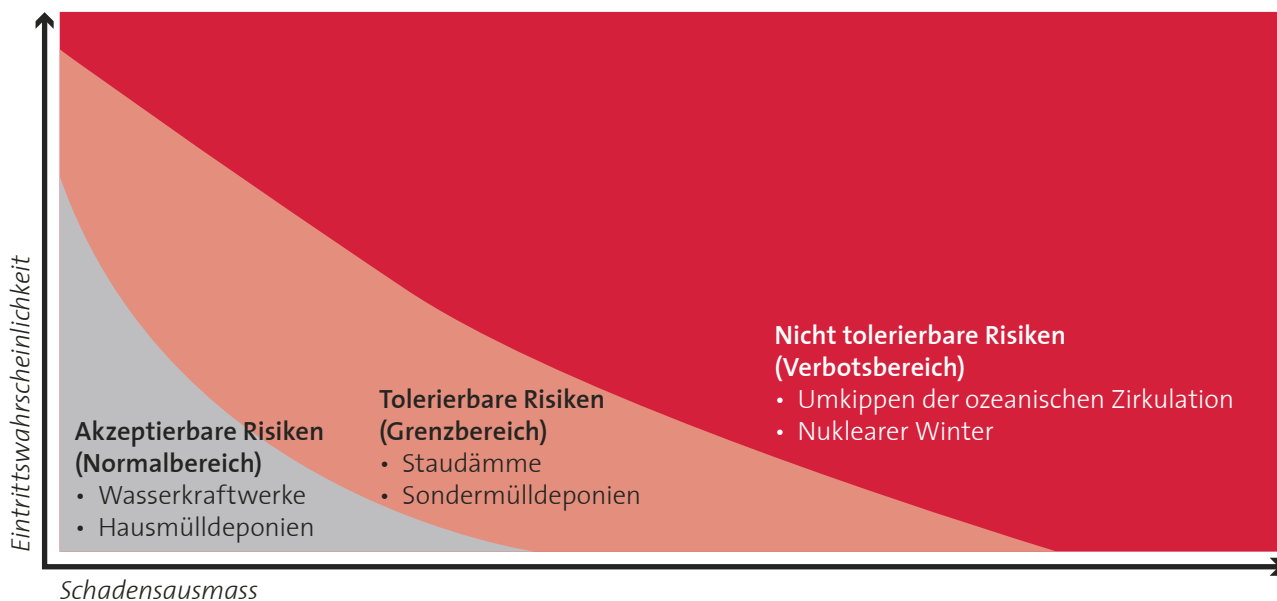 Eintrittswahrscheinlichkeit
Nicht tolerierbare Risiken
(Verbotsbereich)
• Umkippen der ozeanischen Zirkulation
• Nuklearer Winter
Tolerierbare Risiken
(Grenzbereich)
• Staudämme
• Sondermülldeponien
Akzeptierbare Risiken
(Normalbereich)
• Wasserkraftwerke
• Hausmülldeponien
Schadensausmass